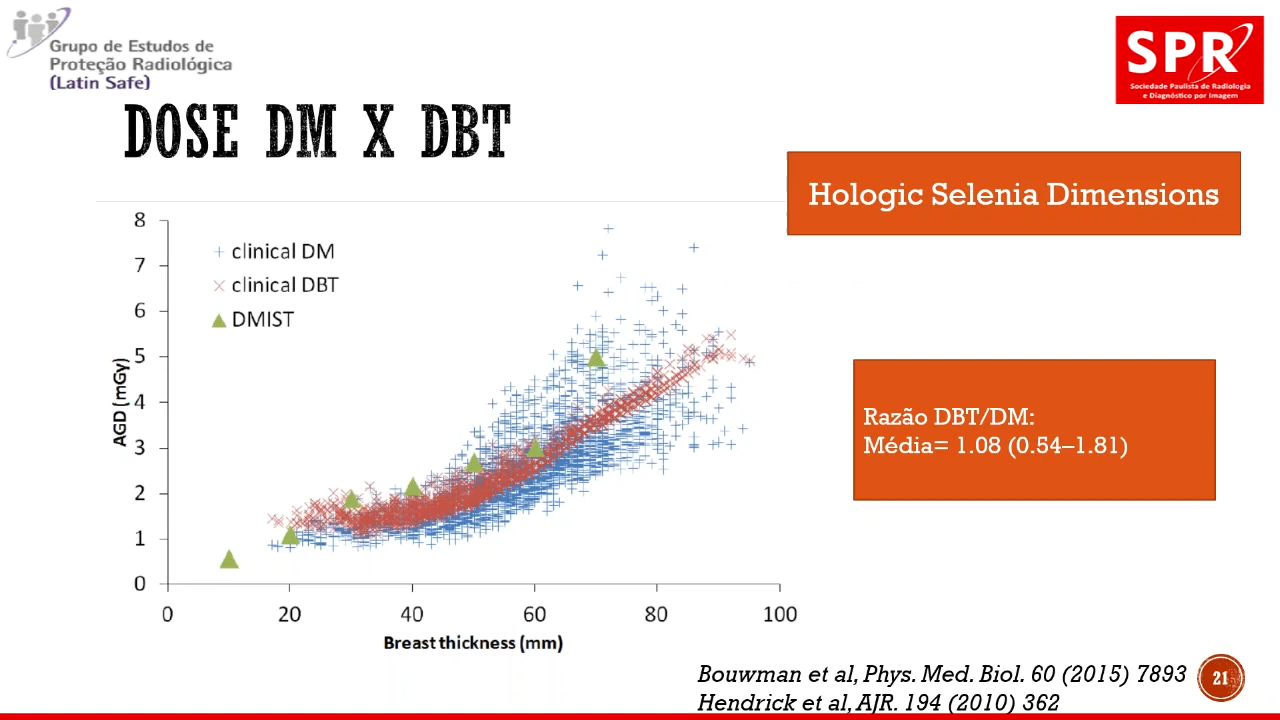 Grupo de Estudos de
Proteção Radiológica
(Latin Safe)
SPR
Sociedade Paulista de Radiologia
e Diagnóstico por Imagem
DOSE DM X DBT
Hologic Selenia Dimensions
8
7
6
5
4
3
2
1
0
AGD (mGy)
clinical DM
clinical DBT
DMIST
0 20 40 60 80 100
Breast thickness (mm)
Razão DBT/DM:
Média= 1.08 (0.54–1.81)
Bouwman et al, Phys. Med. Biol. 60 (2015) 7893
Hendrick et al, AJR. 194 (2010) 362
21